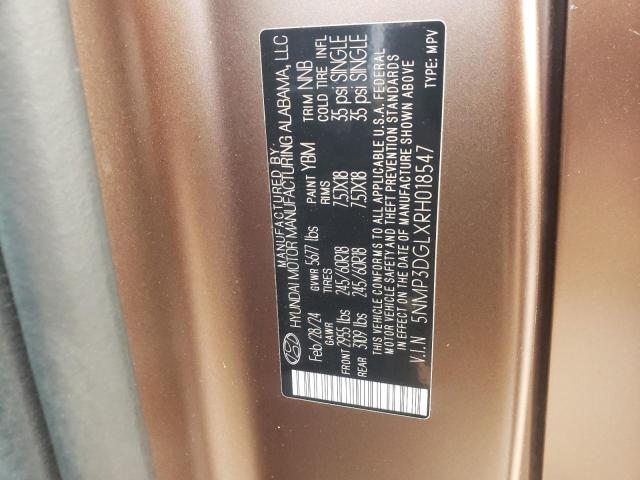 MANUFACTURED BY
HYUNDAI MOTOR MANUFACTURING ALABAMA, LLC
Feb/28/24 GVWR 5677 lbs PAINT YBM TRIM NNB
GAWR TIRES RIMS COLD TIRE INFL
FRONT 2955 lbs 245/60R18 7.5JX18 35 psi SINGLE
REAR 3109 lbs 245/60R18 7.5JX18 35 psi SINGLE
THIS VEHICLE CONFORMS TO ALL APPLICABLE U.S.A. FEDERAL
MOTOR VEHICLE SAFETY AND THEFT PREVENTION STANDARDS
IN EFFECT ON THE DATE OF MANUFACTURE SHOWN ABOVE
V.I.N 5NMP3DGLXRH018547 TYPE: MPV